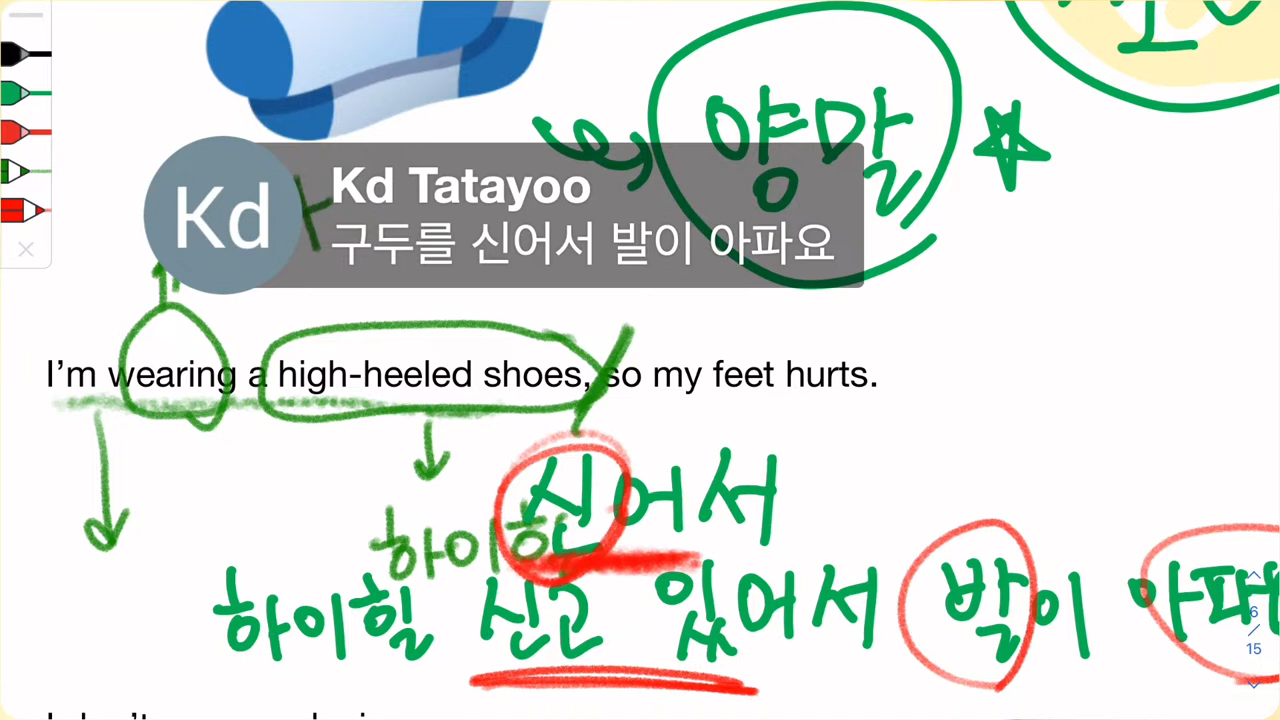 양말
Kd
Kd Tatayoo
구두를 신어서 발이 아파요
I'm wearing a high-heeled shoes, so my feet hurts.
신어서
하이힐
하이힐 신고 있어서 발이 아파
6
/
15